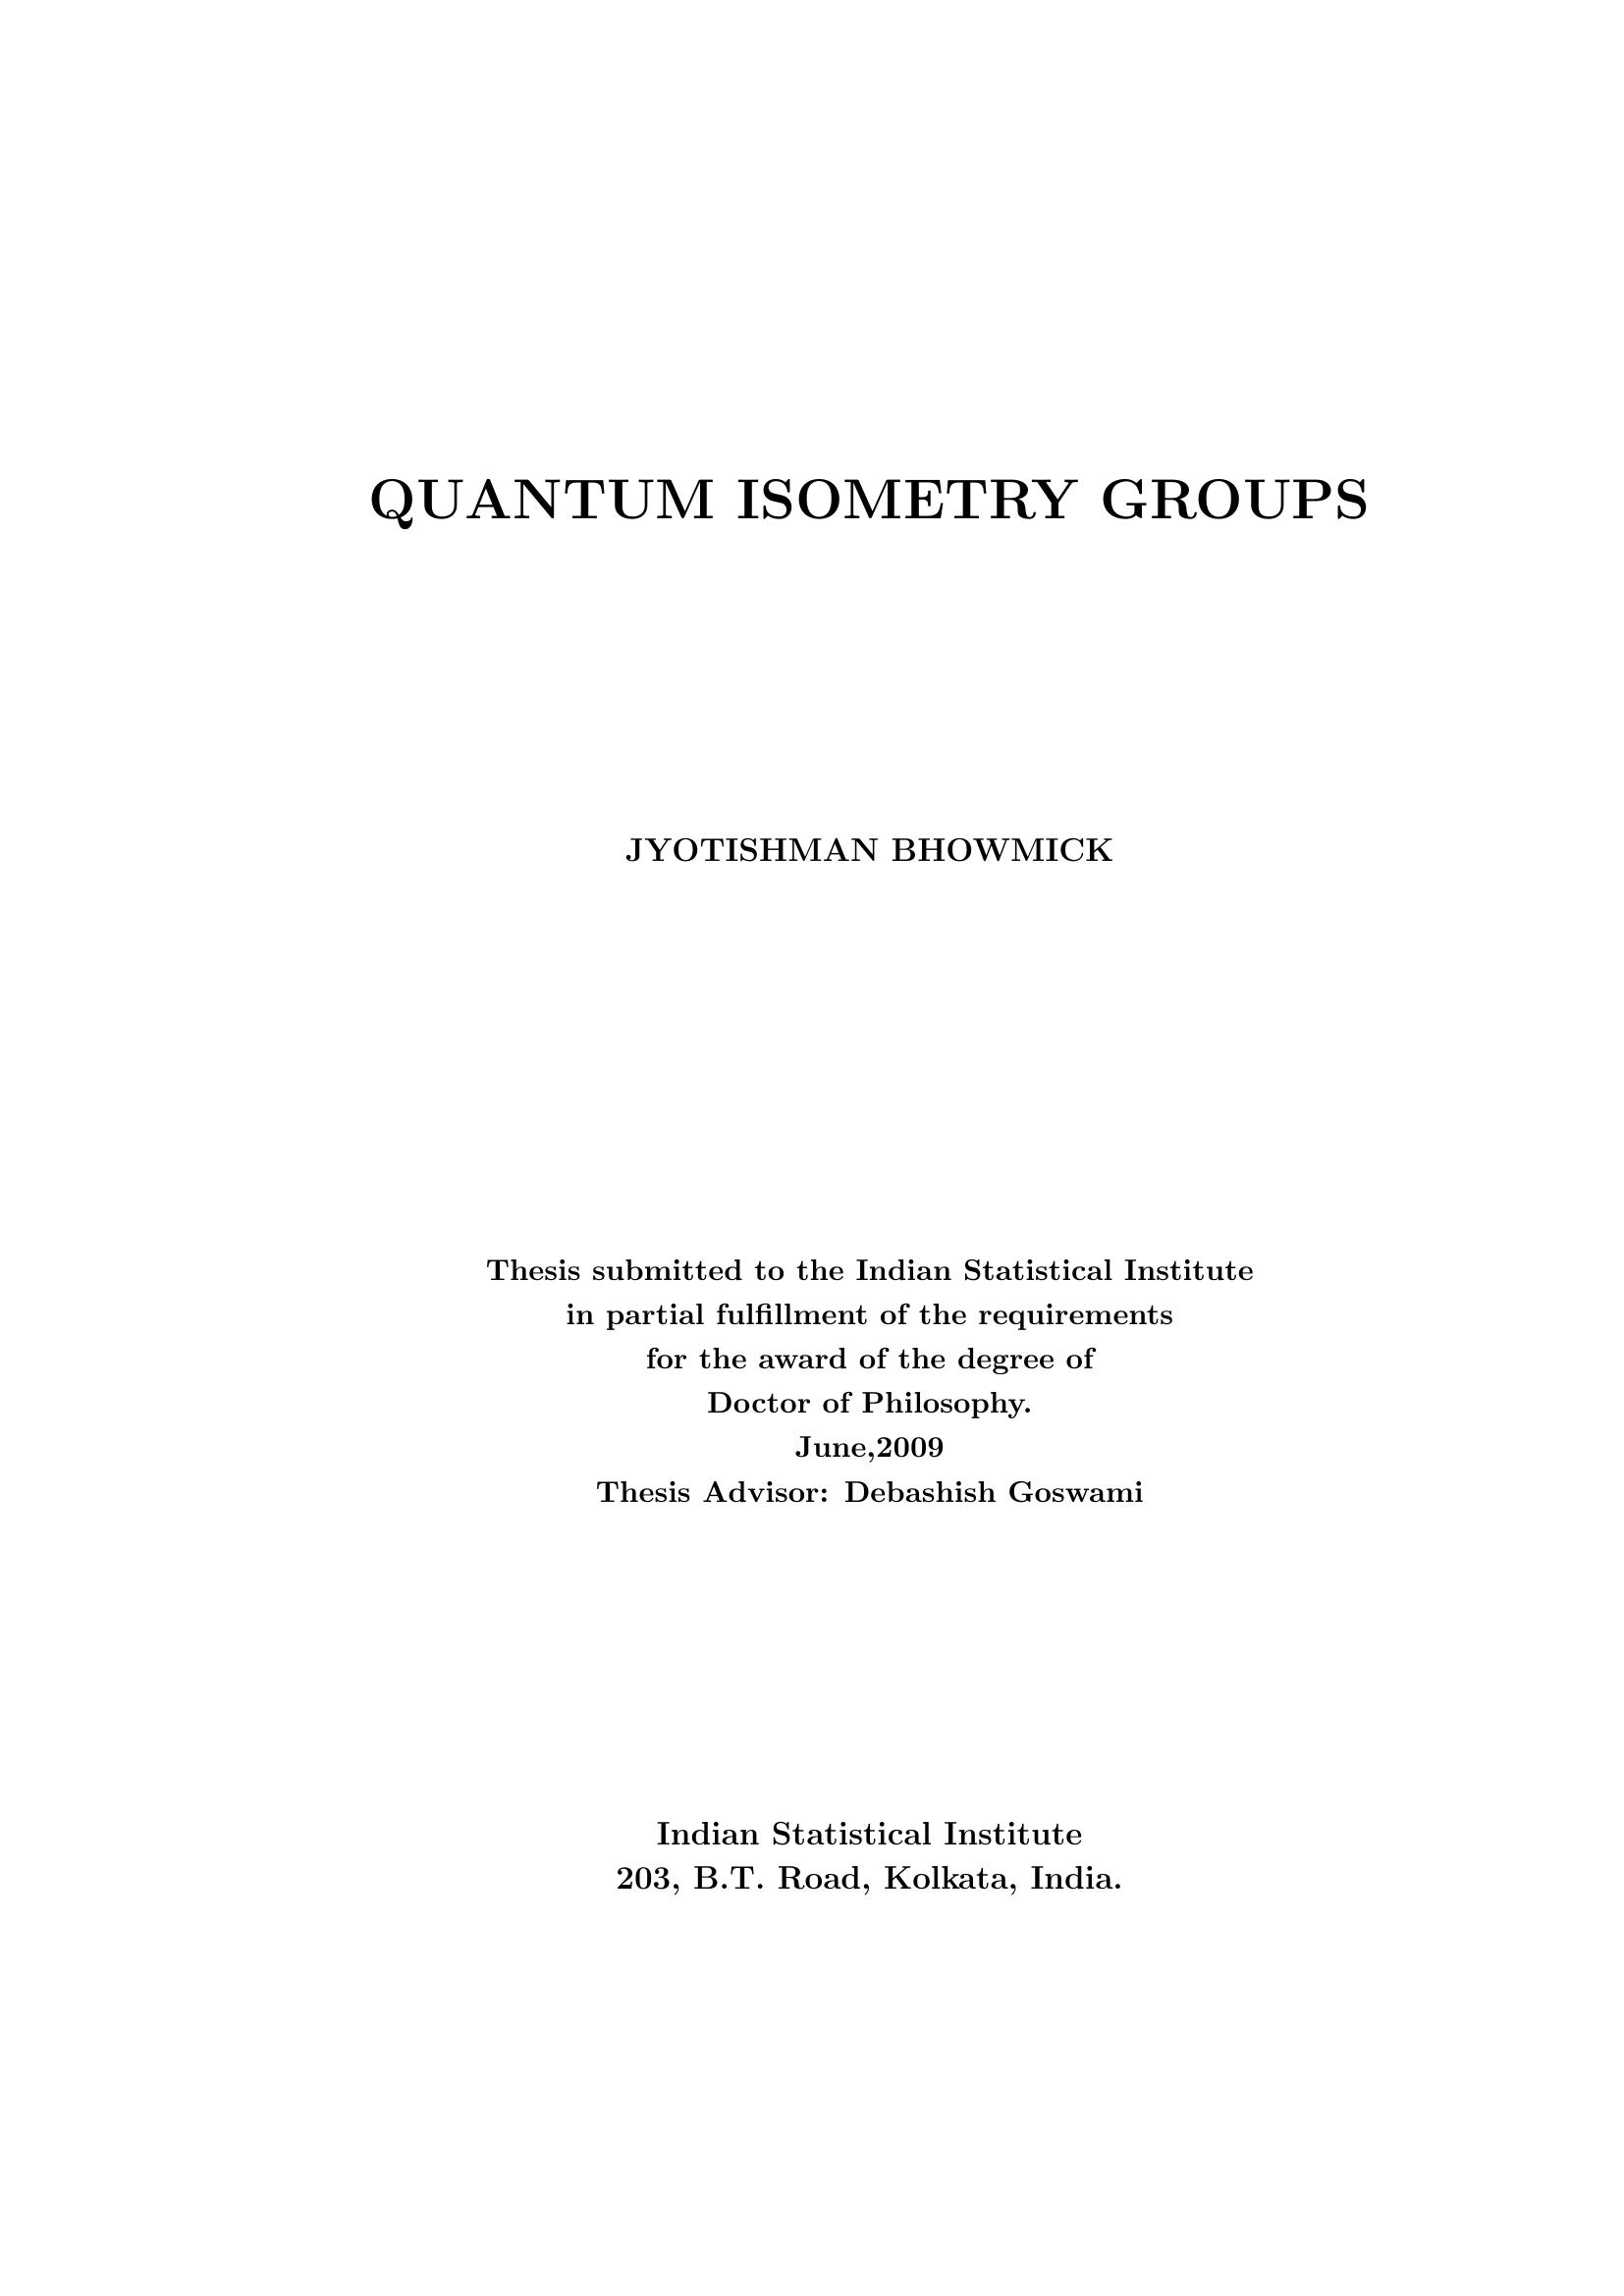 QUANTUM ISOMETRY GROUPS
JYOTISHMAN BHOWMICK
Thesis submitted to the Indian Statistical Institute
in partial fulfillment of the requirements
for the award of the degree of
Doctor of Philosophy.
June,2009
Thesis Advisor: Debashish Goswami
Indian Statistical Institute
203, B.T. Road, Kolkata, India.